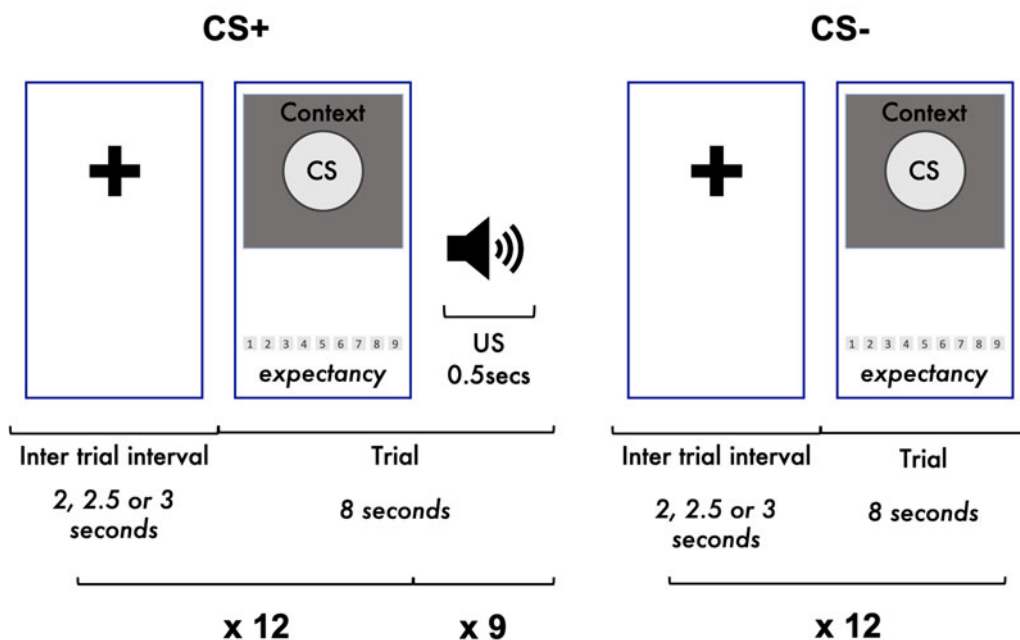 CS+
Context
CS
1 2 3 4 5 6 7 8 9
expectancy
US
0.5secs
Inter trial interval
2, 2.5 or 3
seconds
Trial
8 seconds
x 12
x 9
CS-
Context
CS
1 2 3 4 5 6 7 8 9
expectancy
Inter trial interval
2, 2.5 or 3
seconds
Trial
8 seconds
x 12